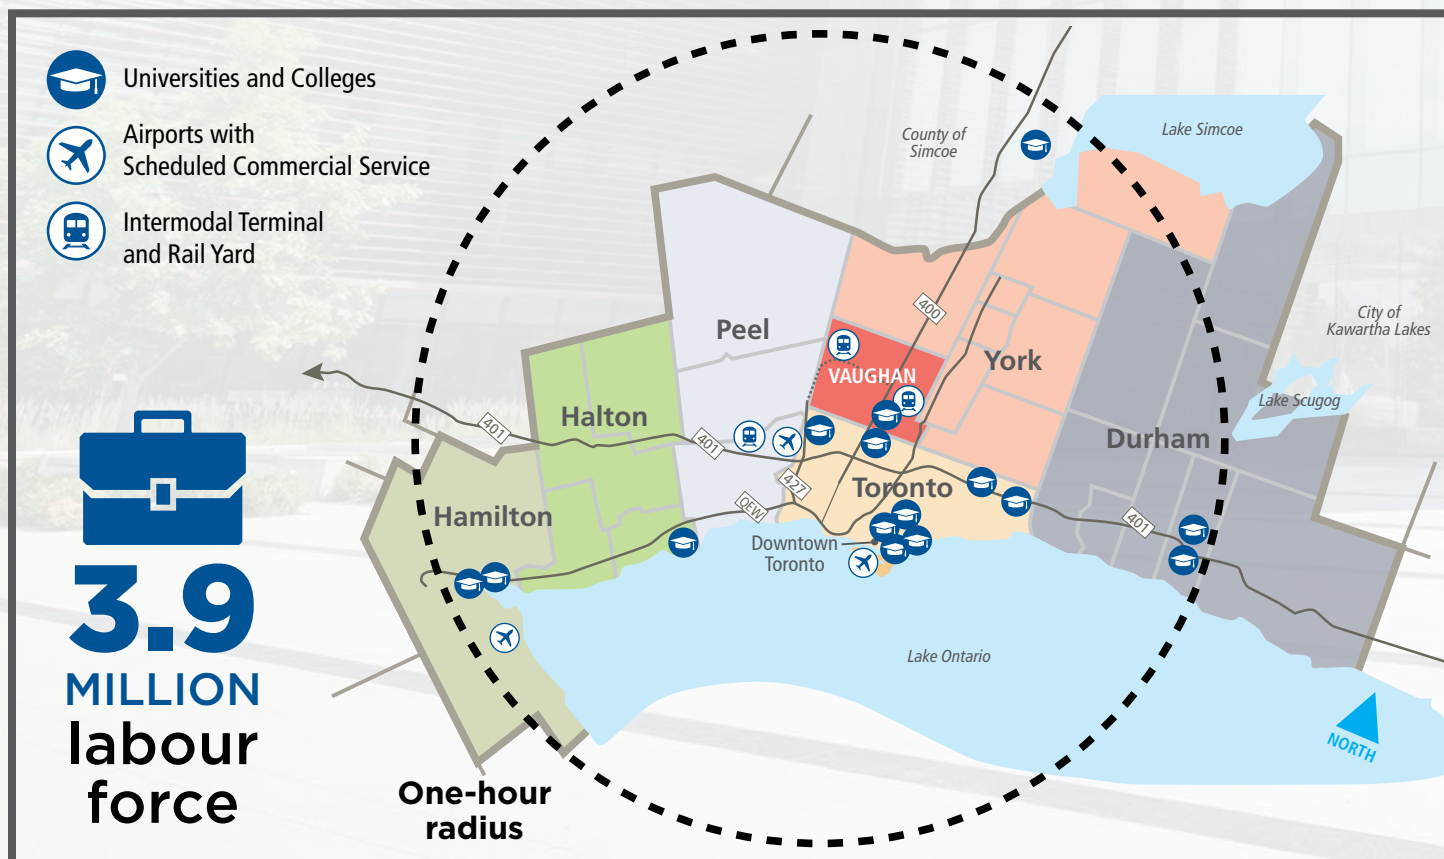 Universities and Colleges
Airports with
Scheduled Commercial Service
Intermodal Terminal
and Rail Yard
3.9
MILLION
labour
force
One-hour
radius
County of
Simcoe
Lake Simcoe
City of
Kawartha Lakes
Lake Scugog
Peel
400
York
VAUGHAN
Halton
Durham
401
401
427
Toronto
QEW
401
Hamilton
Downtown
Toronto
Lake Ontario
NORTH